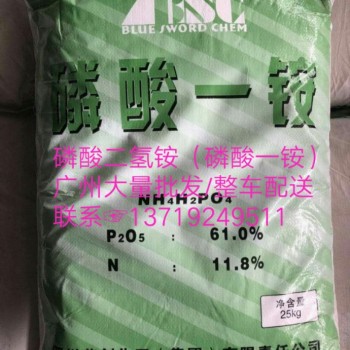 BLUE SWORD CHEM
磷酸一铵
磷酸二氢铵（磷酸一铵）
NH4H2PO4
广州大量批发/整车配送
联系☞13719249511
P2O5 : 61.0%
N : 11.8%
净含量
25kg